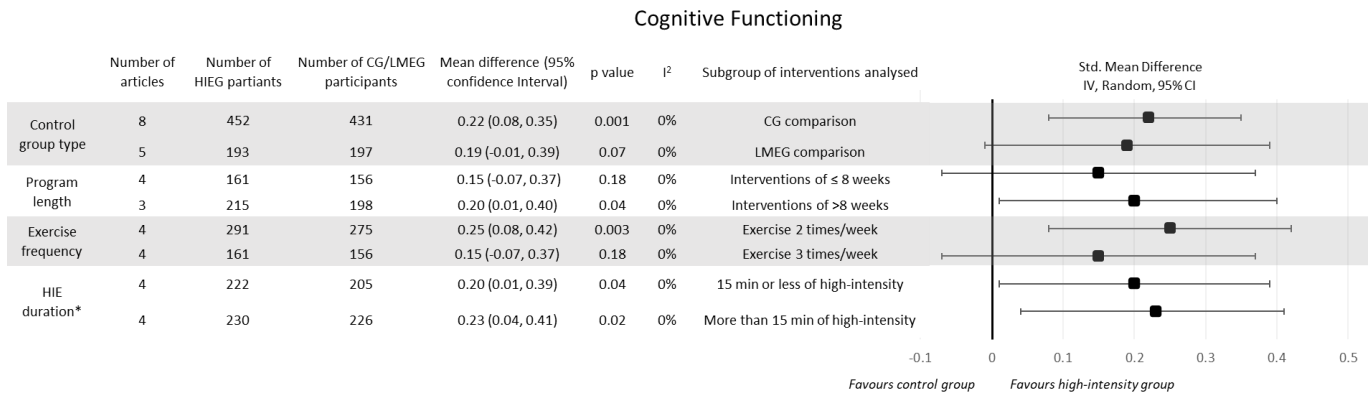 Cognitive Functioning
Number of articles Number of HIEG partiants Number of CG/LMEG participants Mean difference (95% confidence Interval) p value I² Subgroup of interventions analysed Std. Mean Difference IV, Random, 95% CI
Control group type 8 452 431 0.22 (0.08, 0.35) 0.001 0% CG comparison
5 193 197 0.19 (-0.01, 0.39) 0.07 0% LMEG comparison
Program length 4 161 156 0.15 (-0.07, 0.37) 0.18 0% Interventions of ≤ 8 weeks
3 215 198 0.20 (0.01, 0.40) 0.04 0% Interventions of >8 weeks
Exercise frequency 4 291 275 0.25 (0.08, 0.42) 0.003 0% Exercise 2 times/week
4 161 156 0.15 (-0.07, 0.37) 0.18 0% Exercise 3 times/week
HIE duration* 4 222 205 0.20 (0.01, 0.39) 0.04 0% 15 min or less of high-intensity
4 230 226 0.23 (0.04, 0.41) 0.02 0% More than 15 min of high-intensity
-0.1 0 0.1 0.2 0.3 0.4 0.5
Favours control group Favours high-intensity group